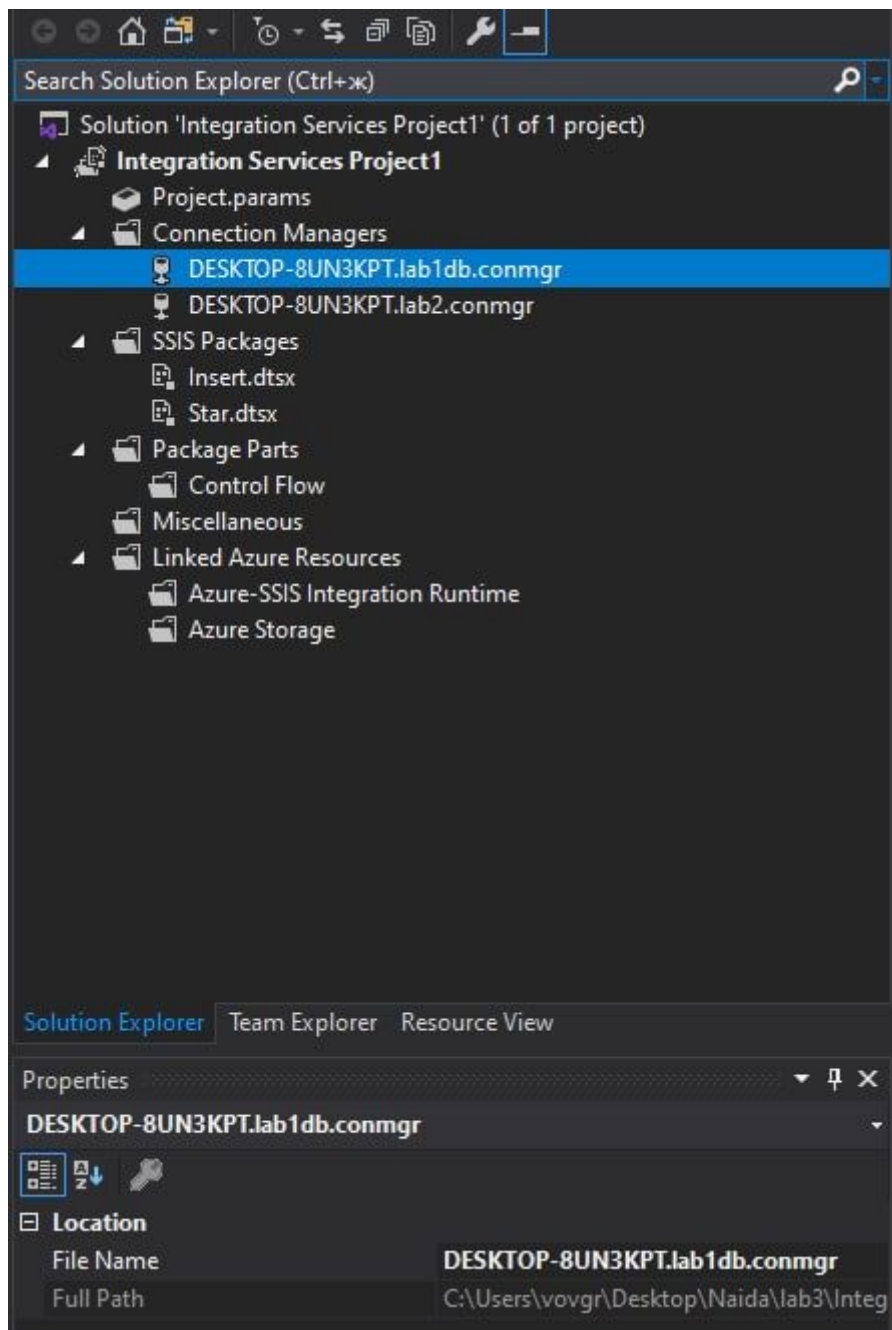 Search Solution Explorer (Ctrl+ж)
Solution 'Integration Services Project1' (1 of 1 project)
Integration Services Project1
Project.params
Connection Managers
DESKTOP-8UN3KPT.lab1db.conmgr
DESKTOP-8UN3KPT.lab2.conmgr
SSIS Packages
Insert.dtsx
Star.dtsx
Package Parts
Control Flow
Miscellaneous
Linked Azure Resources
Azure-SSIS Integration Runtime
Azure Storage
Solution Explorer Team Explorer Resource View
Properties
DESKTOP-8UN3KPT.lab1db.conmgr
Location
File Name DESKTOP-8UN3KPT.lab1db.conmgr
Full Path C:\Users\vovgr\Desktop\Naida\lab3\Integ